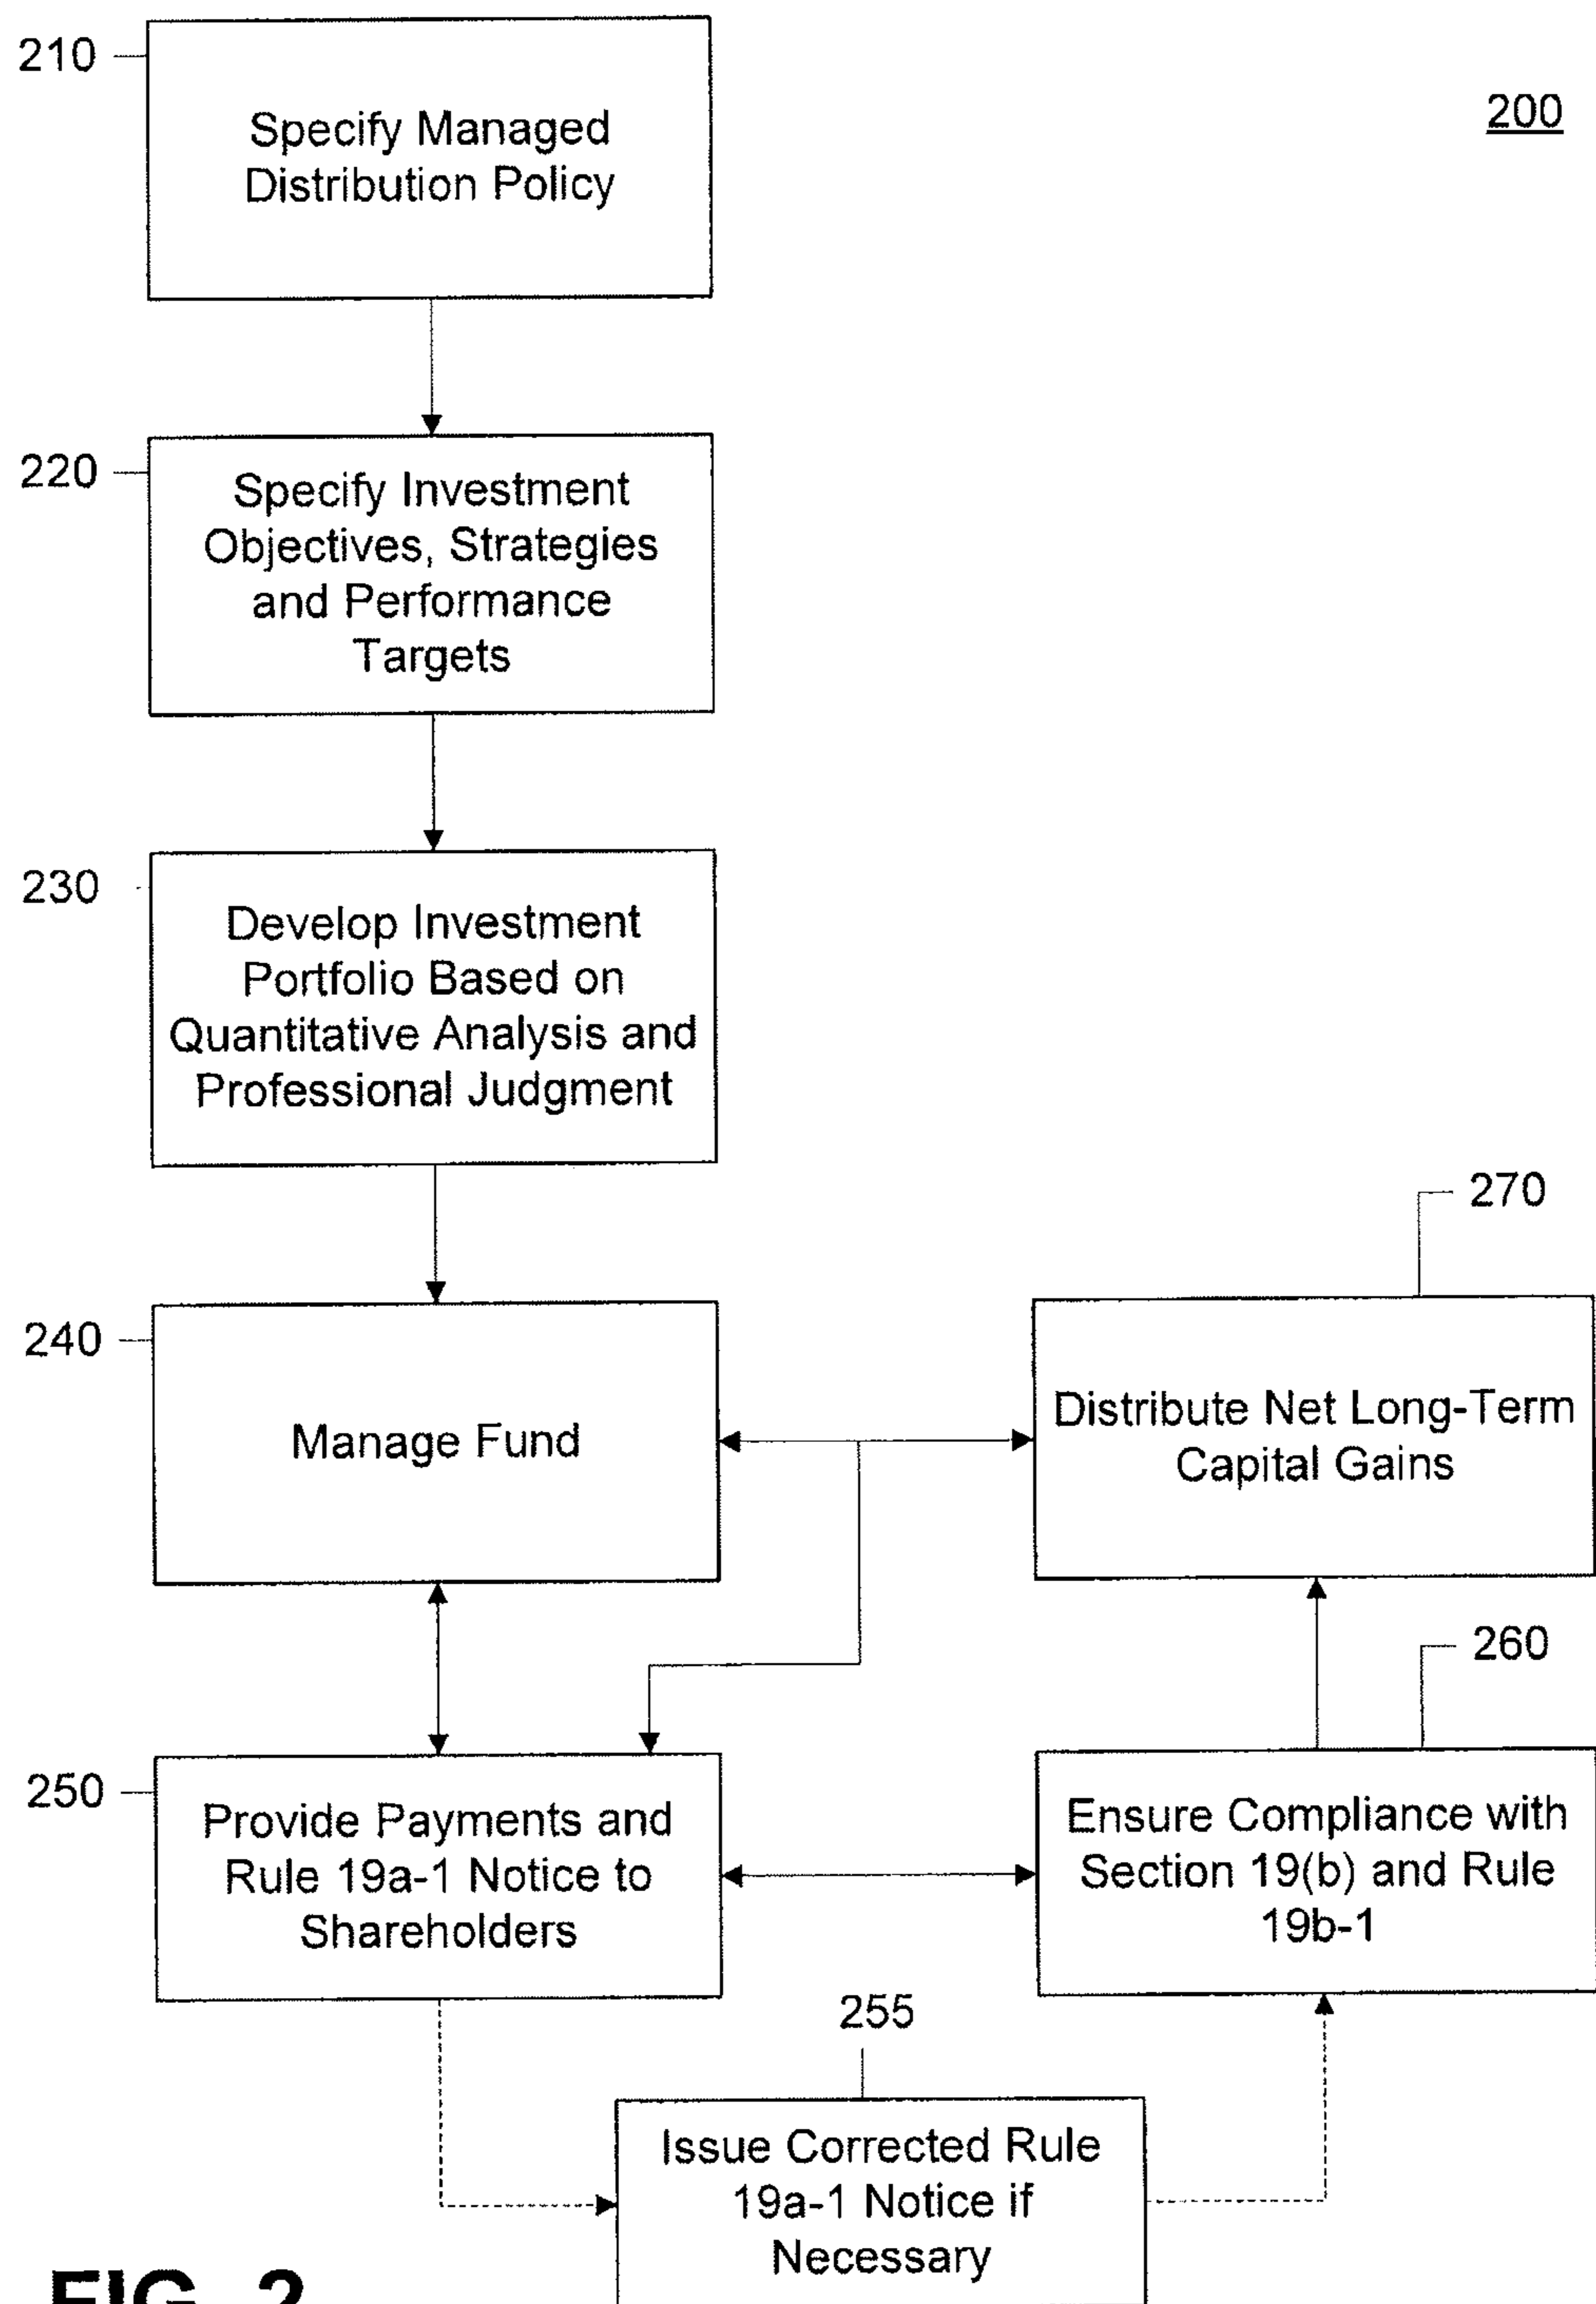 210
200
Specify Managed
Distribution Policy
220
Specify Investment
Objectives, Strategies
and Performance
Targets
230
Develop Investment
Portfolio Based on
Quantitative Analysis and
Professional Judgment
270
240
Manage Fund
Distribute Net Long-Term
Capital Gains
260
250
Provide Payments and
Rule 19a-1 Notice to
Shareholders
Ensure Compliance with
Section 19(b) and Rule
19b-1
255
Issue Corrected Rule
19a-1 Notice if
Necessary
FIG. 2